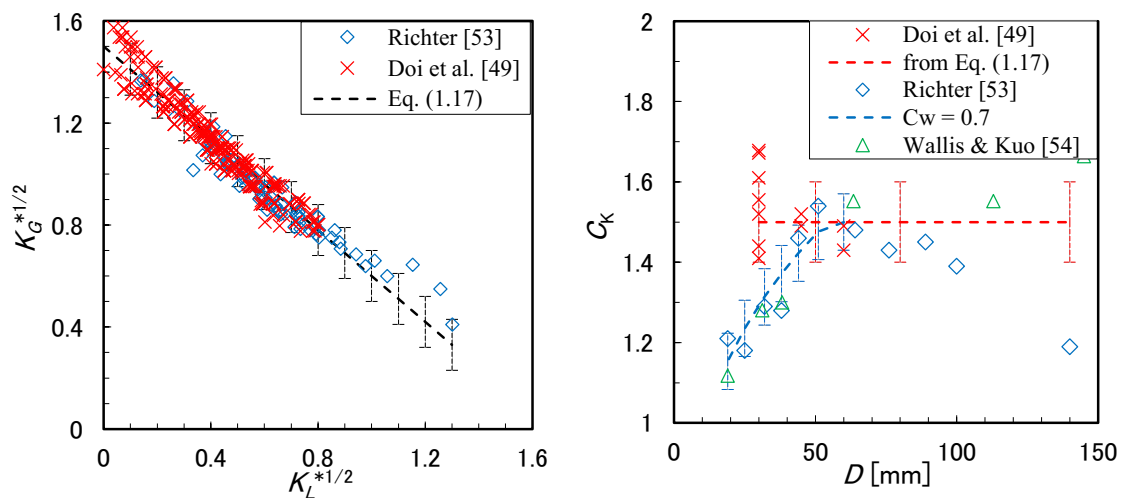 1.6
1.2
0.8
0.4
0
K_G^{*1/2}
0
0.4
0.8
1.2
1.6
K_L^{*1/2}
Richter [53]
Doi et al. [49]
Eq. (1.17)
2
1.8
1.6
1.4
1.2
1
C_K
0
50
100
150
D [mm]
Doi et al. [49]
from Eq. (1.17)
Richter [53]
Cw = 0.7
Wallis & Kuo [54]